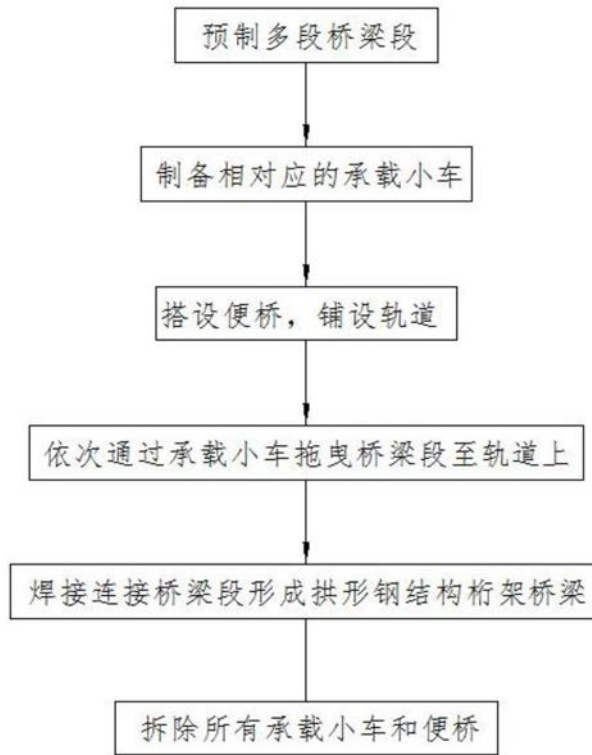 预制多段桥梁段
制备相对应的承载小车
搭设便桥，铺设轨道
依次通过承载小车拖曳桥梁段至轨道上
焊接连接桥梁段形成拱形钢结构桁架桥梁
拆除所有承载小车和便桥